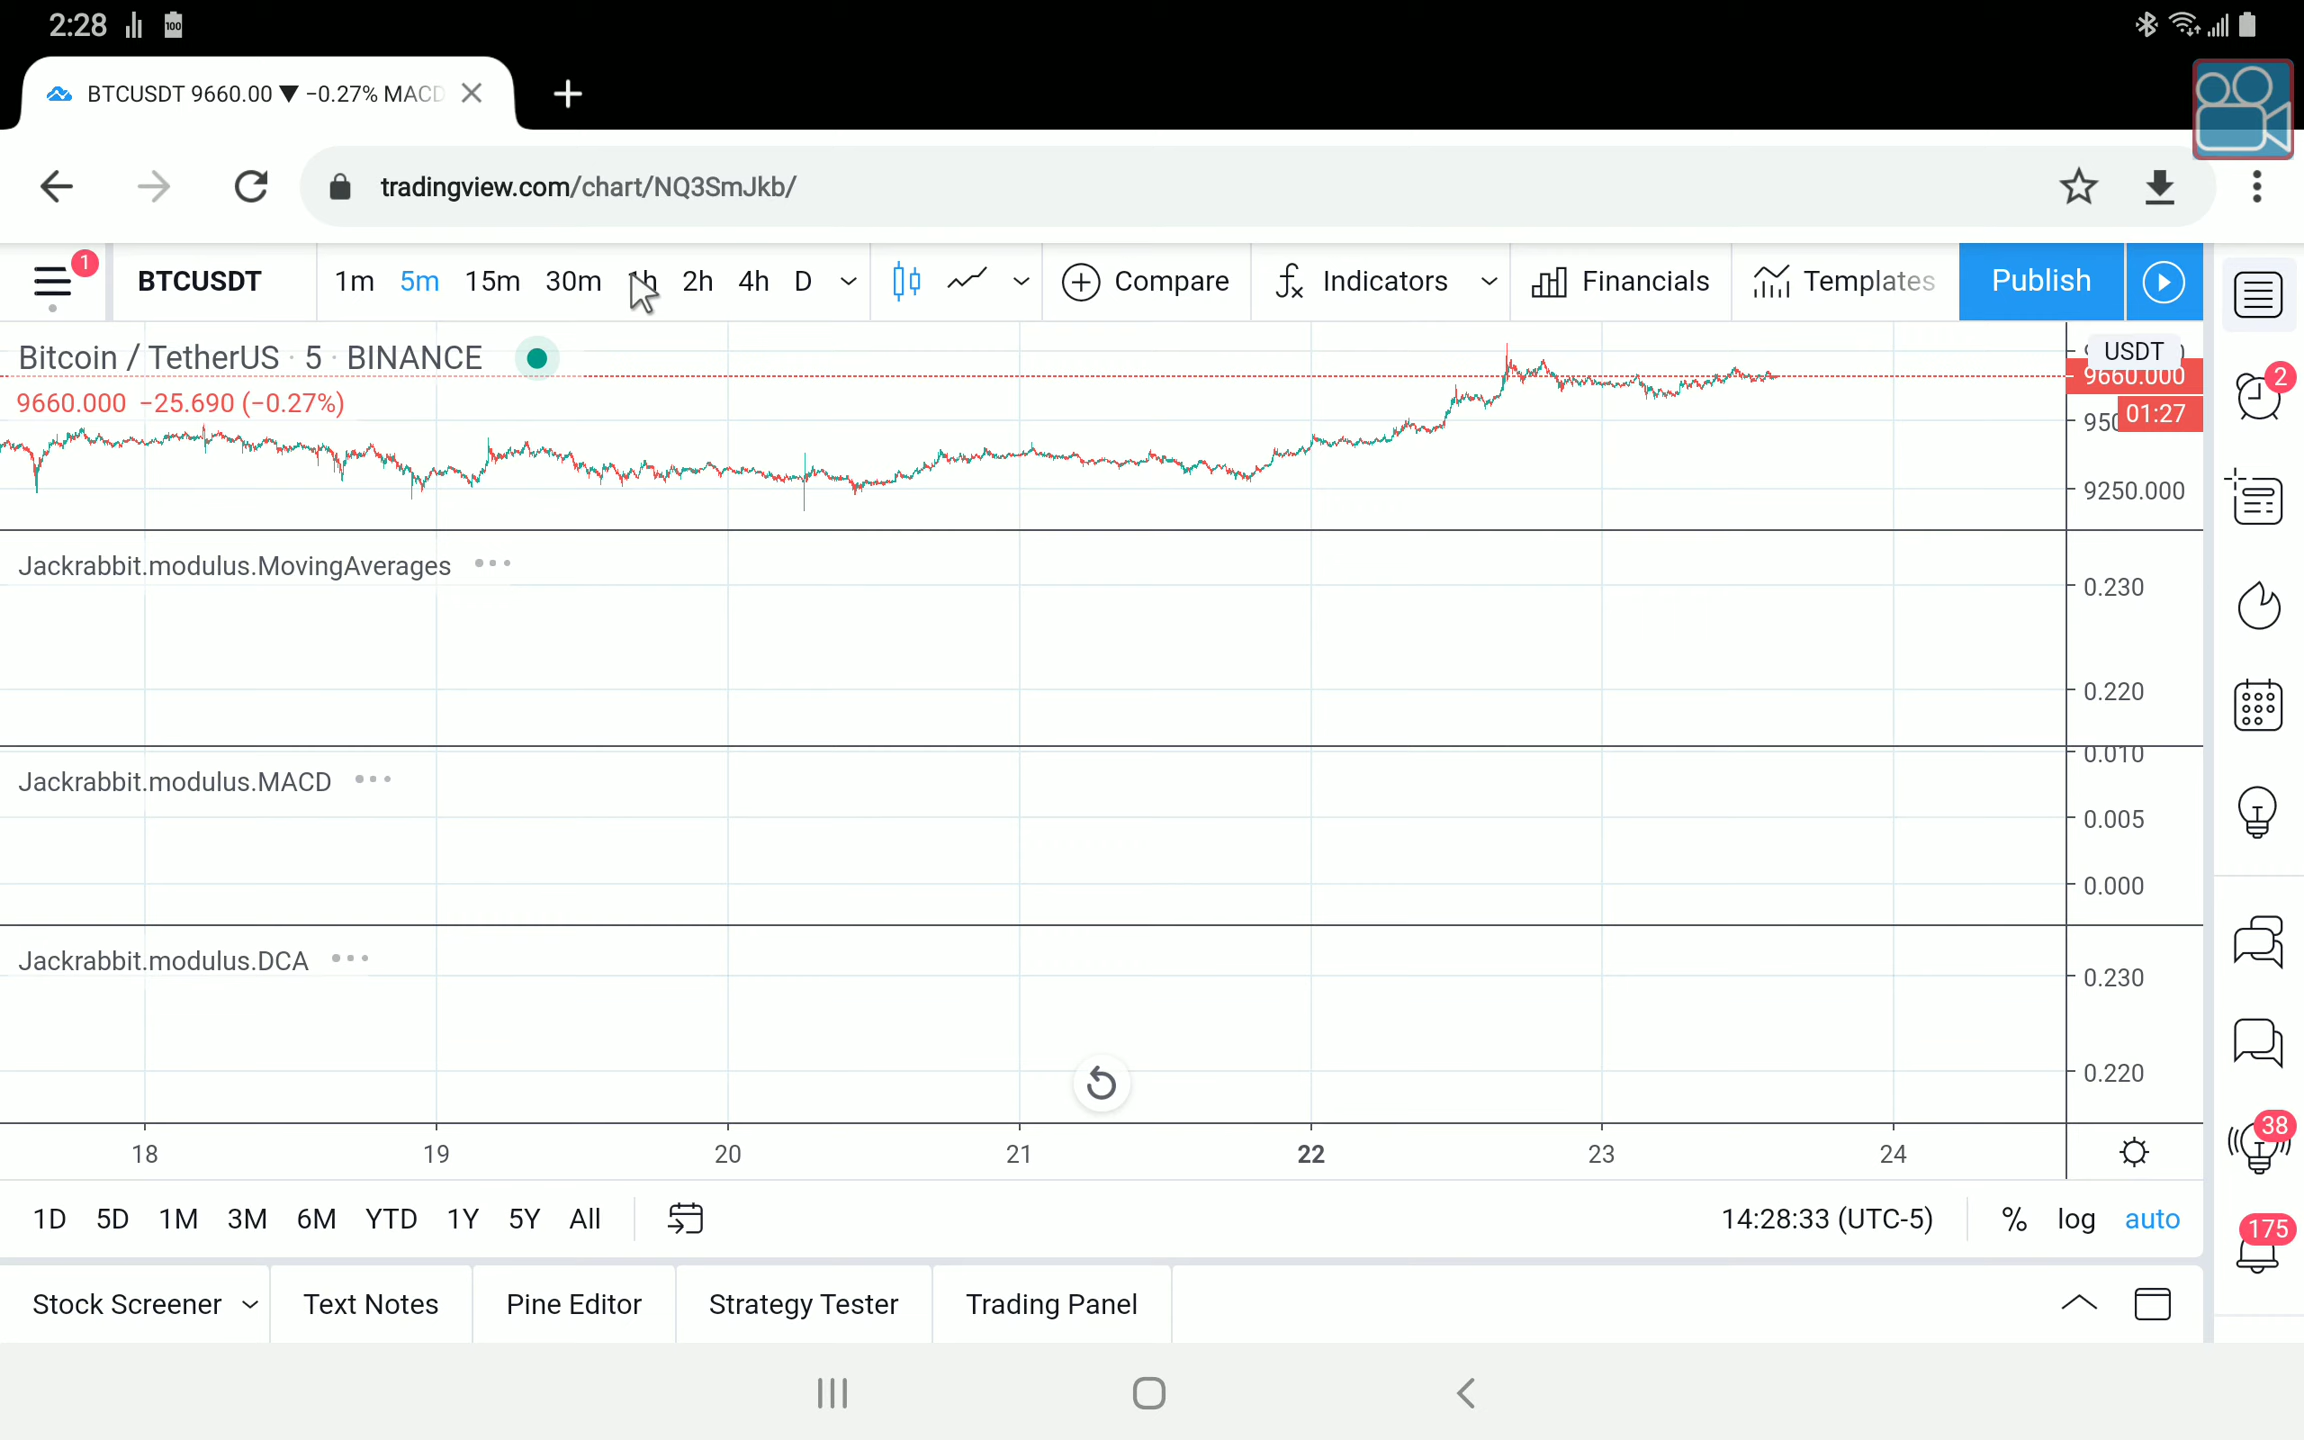 2:28
100
BTCUSDT 9660.00 ▼ −0.27% MACD
tradingview.com/chart/NQ3SmJkb/
1
BTCUSDT 1m 5m 15m 30m 1h 2h 4h D Compare Indicators Financials Templates Publish
Bitcoin / TetherUS · 5 · BINANCE
USDT
9660.000
9660.000 −25.690 (−0.27%)
2
01:27
9250.000
Jackrabbit.modulus.MovingAverages
0.230
0.220
0.010
Jackrabbit.modulus.MACD
0.005
0.000
Jackrabbit.modulus.DCA
0.230
0.220
38
18 19 20 21 22 23 24
1D 5D 1M 3M 6M YTD 1Y 5Y All 14:28:33 (UTC-5) % log auto
175
Stock Screener Text Notes Pine Editor Strategy Tester Trading Panel